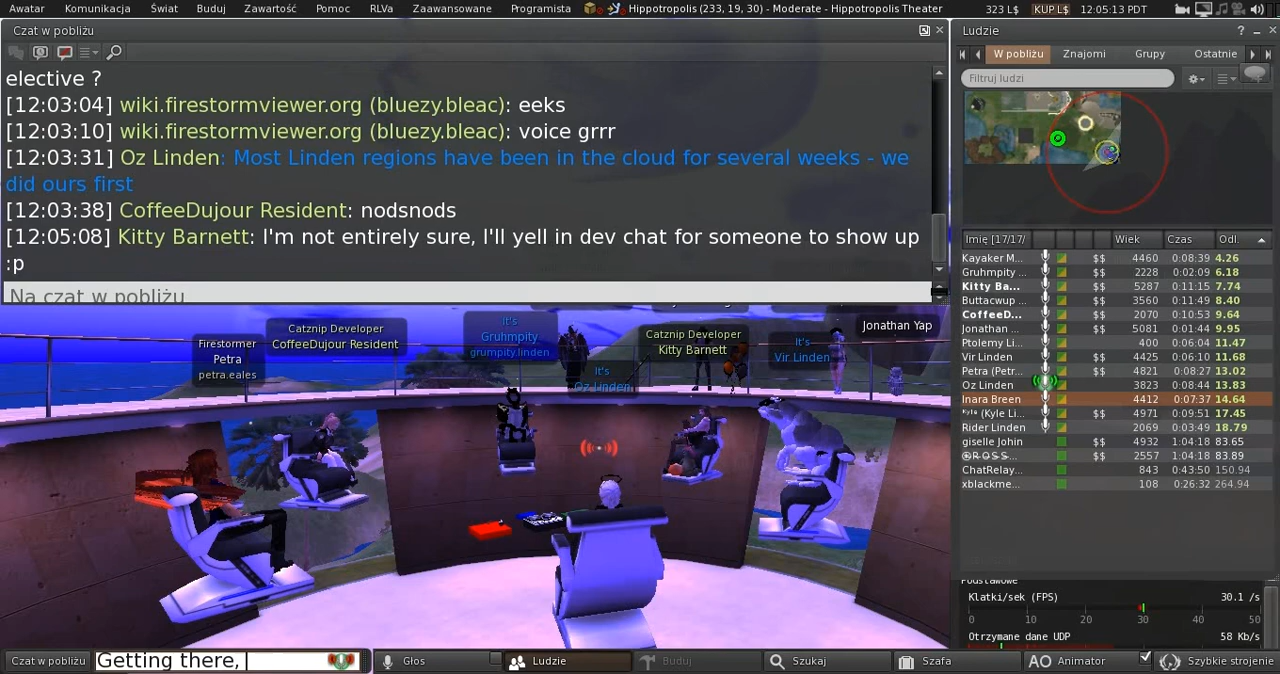 Awatar Komunikacja Świat Buduj Zawartość Pomoc RLVa Zaawansowane Programista Hippotropolis (233, 19, 30) - Moderate - Hippotropolis Theater 323 L$ KUP L$ 12:05:13 PDT
Czat w pobliżu
elective ?
[12:03:04] wiki.firestormviewer.org (bluezy.bleac): eeks
[12:03:10] wiki.firestormviewer.org (bluezy.bleac): voice grrr
[12:03:31] Oz Linden: Most Linden regions have been in the cloud for several weeks - we
did ours first
[12:03:38] CoffeeDujour Resident: nodsnods
[12:05:08] Kitty Barnett: I'm not entirely sure, I'll yell in dev chat for someone to show up
:p
Na czat w pobliżu
Firestormer
Petra
petra.eales
Catznip Developer
CoffeeDujour Resident
It's
Gruhmpity
grumpity.linden
It's
Oz Linden
Catznip Developer
Kitty Barnett
It's
Vir Linden
Jonathan Yap
Ludzie
W pobliżu Znajomi Grupy Ostatnie
Filtruj ludzi
Imię [17/17/ Wiek Czas Odl.
Kayaker M... $$ 4460 0:08:39 4.26
Gruhmpity ... $$ 2228 0:02:09 6.18
Kitty Ba... $$ 5287 0:11:15 7.74
Buttacwup ... $$ 3560 0:11:49 8.40
CoffeeD... $$ 2070 0:10:53 9.64
Jonathan ... $$ 5081 0:01:44 9.95
Ptolemy Li... 400 0:06:04 11.47
Vir Linden $$ 4425 0:06:10 11.68
Petra (Petr... $$ 4821 0:08:27 13.02
Oz Linden 3823 0:08:44 13.83
Inara Breen 4412 0:07:37 14.64
ᴷʸˡᵉ (Kyle Li... $$ 4971 0:09:51 17.45
Rider Linden 2069 0:03:49 18.79
giselle Johin $$ 4932 1:04:18 83.65
$$ 2557 1:04:18 83.89
ChatRelay... 843 0:43:50 150.94
xblackme... 108 0:26:32 264.94
Podstawowe
Klatki/sek (FPS) 30.1 /s
0 10 20 30 40 50
Otrzymane dane UDP 58 Kb/s
Czat w pobliżu Getting there, Głos Ludzie Buduj Szukaj Szafa AO Animator Szybkie strojenie